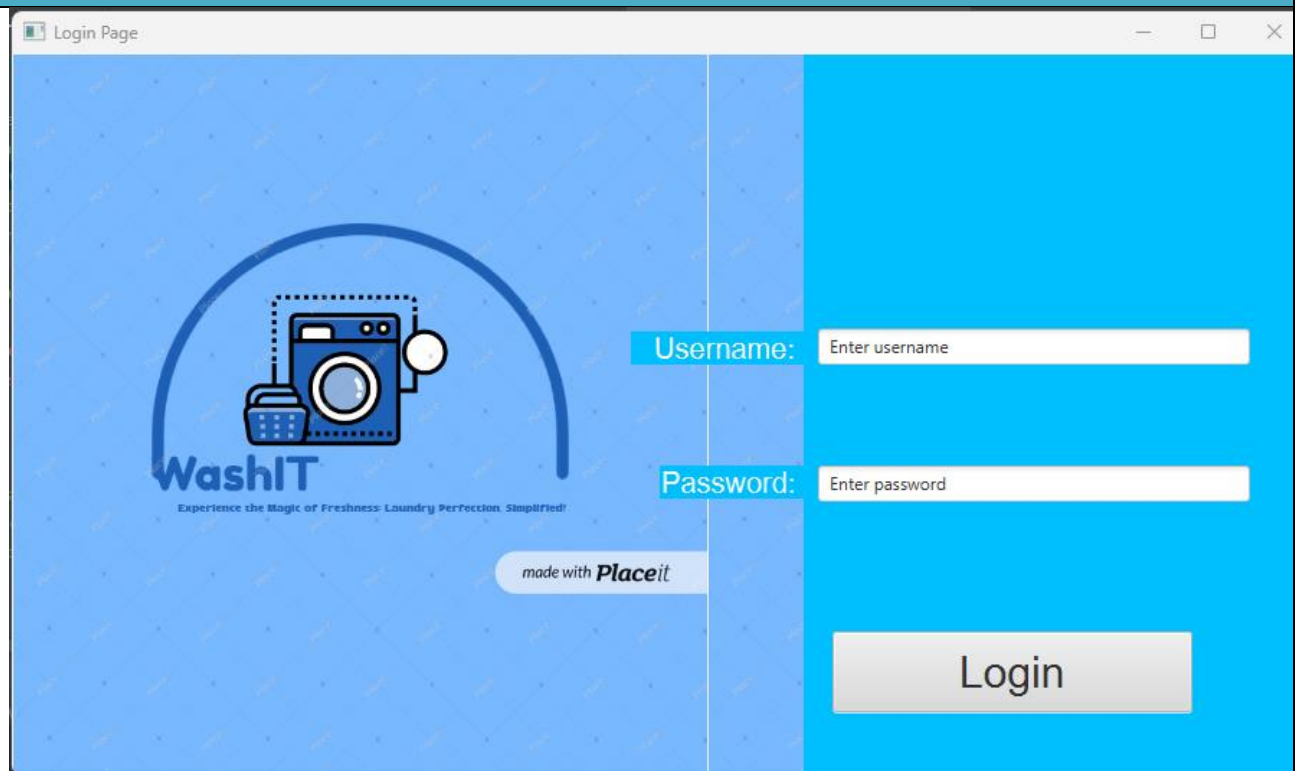 Login Page
Username:
Enter username
WashIT
Password:
Enter password
Experience the Magic of Freshness: Laundry Perfection, Simplified!
made with Placeit
Login